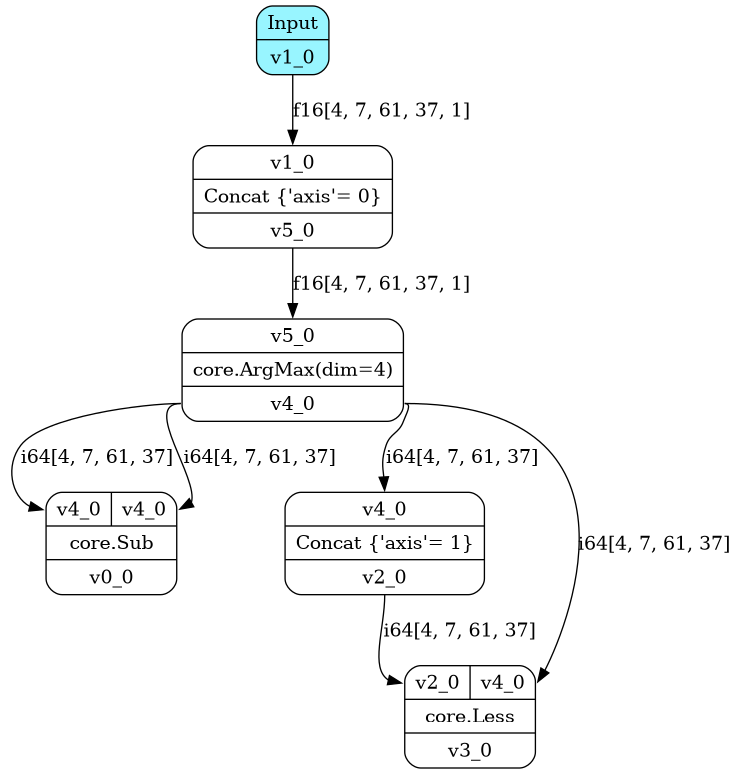 Input
v1_0
f16[4, 7, 61, 37, 1]
v1_0
Concat {'axis'= 0}
v5_0
f16[4, 7, 61, 37, 1]
v5_0
core.ArgMax(dim=4)
v4_0
i64[4, 7, 61, 37]
i64[4, 7, 61, 37]
i64[4, 7, 61, 37]
i64[4, 7, 61, 37]
v4_0
v4_0
core.Sub
v0_0
v4_0
Concat {'axis'= 1}
v2_0
i64[4, 7, 61, 37]
v2_0
v4_0
core.Less
v3_0